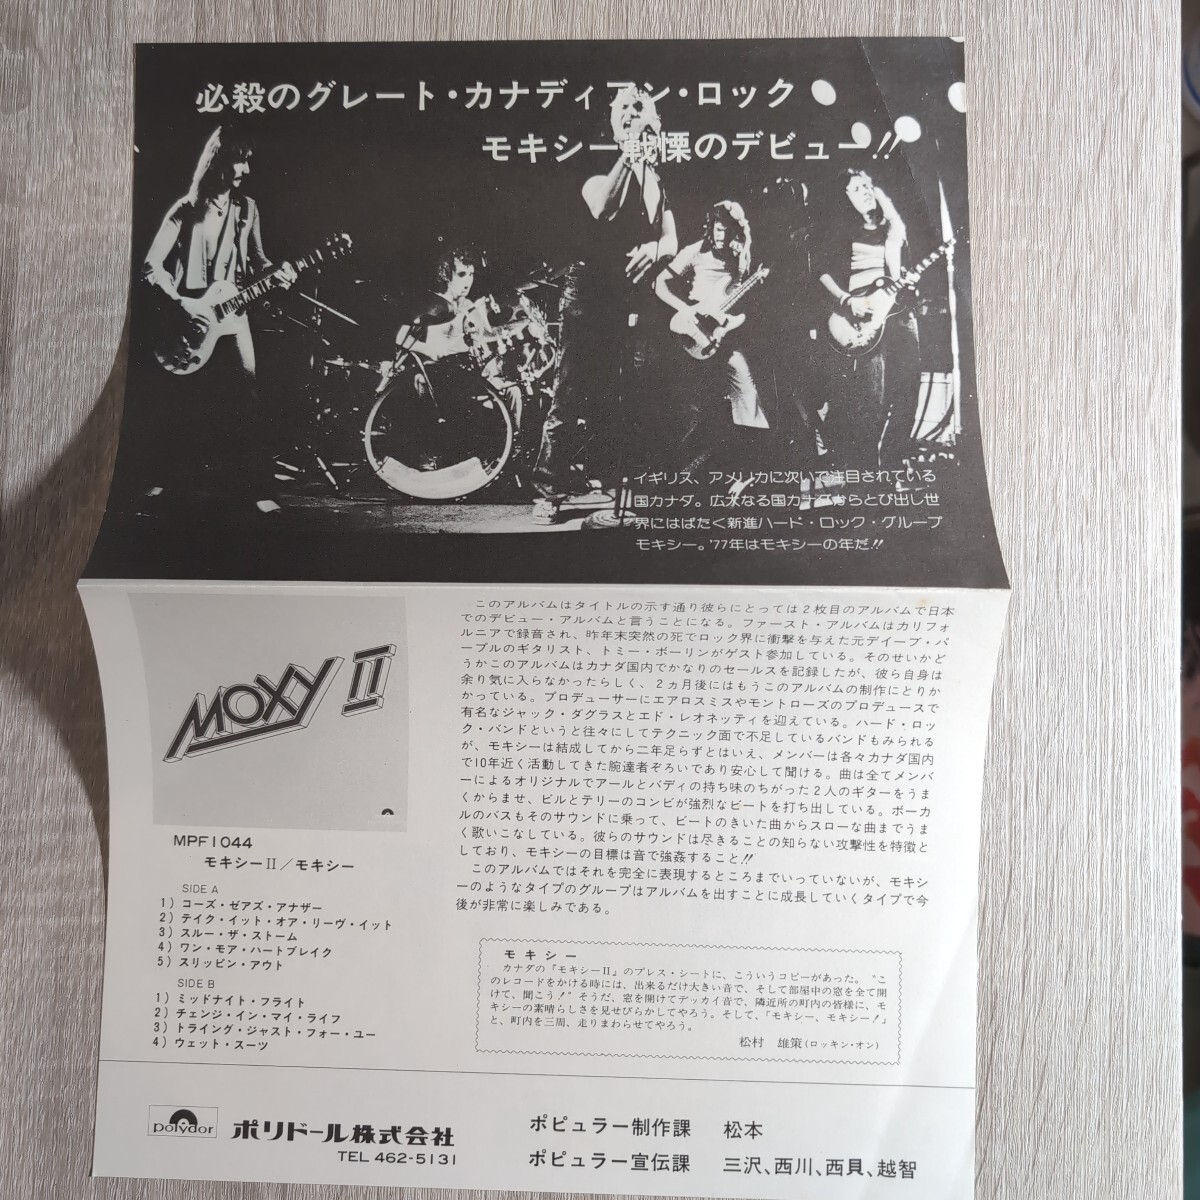 必殺のグレート・カナディアン・ロック
モキシー戦慄のデビュー!!
イギリス、アメリカに次いで注目されている
国カナダ。広大なる国カナダからとび出し世
界にはばたく新進ハード・ロック・グループ
モキシー。'77年はモキシーの年だ!!
MOXY II
MPF1044
モキシーII／モキシー
SIDE A
1）コーズ・ゼアズ・アナザー
2）テイク・イット・オア・リーヴ・イット
3）スルー・ザ・ストーム
4）ワン・モア・ハートブレイク
5）スリッピン・アウト
SIDE B
1）ミッドナイト・フライト
2）チェンジ・イン・マイ・ライフ
3）トライング・ジャスト・フォー・ユー
4）ウェット・スーツ
このアルバムはタイトルの示す通り彼らにとっては2枚目のアルバムで日本
でのデビュー・アルバムと言うことになる。ファースト・アルバムはカリフォ
ルニアで録音され、昨年末突然の死でロック界に衝撃を与えた元ディープ・パ
ープルのギタリスト、トミー・ボーリンがゲスト参加している。そのせいかど
うかこのアルバムはカナダ国内でかなりのセールスを記録したが、彼ら自身は
余り気に入らなかったらしく、2ヵ月後にはもうこのアルバムの制作にとりか
かっている。プロデューサーにエアロスミスやモントローズのプロデュースで
有名なジャック・ダグラスとエド・レオネッティを迎えている。ハード・ロッ
ク・バンドというと往々にしてテクニック面で不足しているバンドもみられる
が、モキシーは結成してから二年足らずとはいえ、メンバーは各々カナダ国内
で10年近く活動してきた腕達者ぞろいであり安心して聞ける。曲は全てメンバ
ーによるオリジナルでアールとバディの持ち味のちがった2人のギターをうま
くからませ、ビルとテリーのコンビが強烈なビートを打ち出している。ボーカ
ルのバスもそのサウンドに乗って、ビートのきいた曲からスローな曲までうま
く歌いこなしている。彼らのサウンドは尽きることの知らない攻撃性を特徴と
しており、モキシーの目標は音で強姦すること!!
このアルバムではそれを完全に表現するところまでいっていないが、モキシ
ーのようなタイプのグループはアルバムを出すことに成長していくタイプで今
後が非常に楽しみである。
モキシー
カナダの『モキシーII』のプレス・シートに、こういうコピーがあった。“こ
のレコードをかける時には、出来るだけ大きい音で、そして部屋中の窓を全て開
けて、聞こう！”そうだ、窓を開けてデッカイ音で、隣近所の町内の皆様に、モ
キシーの素晴らしさを見せびらかしてやろう。そして、「モキシー、モキシー！」
と、町内を三周、走りまわらせてやろう。
松村 雄策（ロッキン・オン）
polydor
ポリドール株式会社
TEL 462-5131
ポピュラー制作課 松本
ポピュラー宣伝課 三沢、西川、西貝、越智